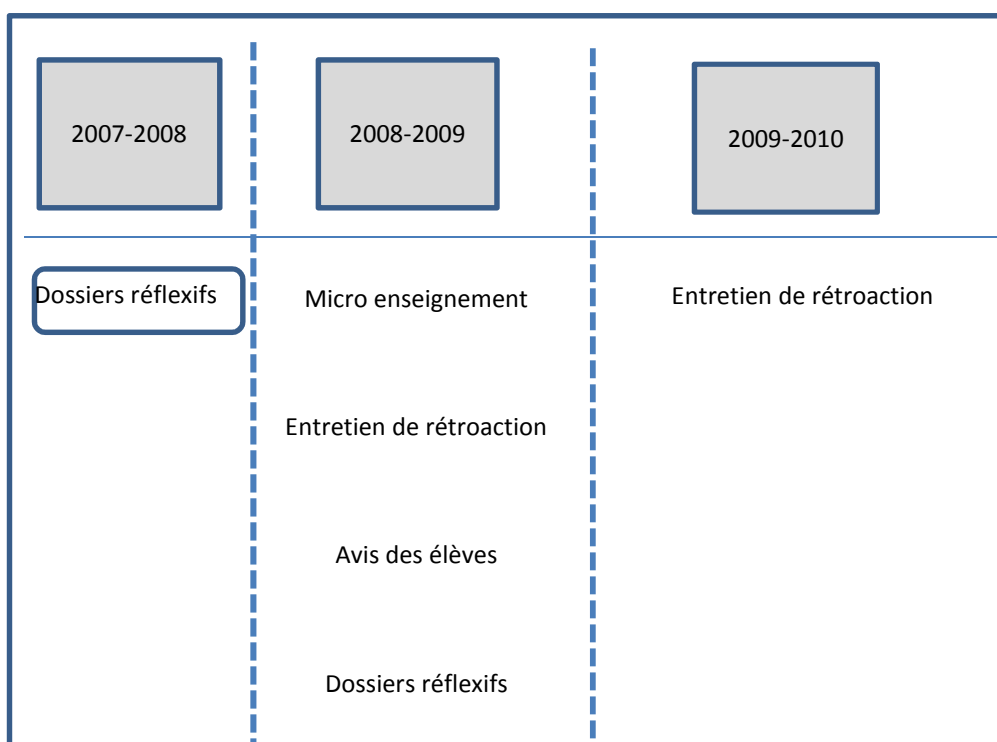 2007-2008
2008-2009
2009-2010
Dossiers réflexifs
Micro enseignement
Entretien de rétroaction
Entretien de rétroaction
Avis des élèves
Dossiers réflexifs